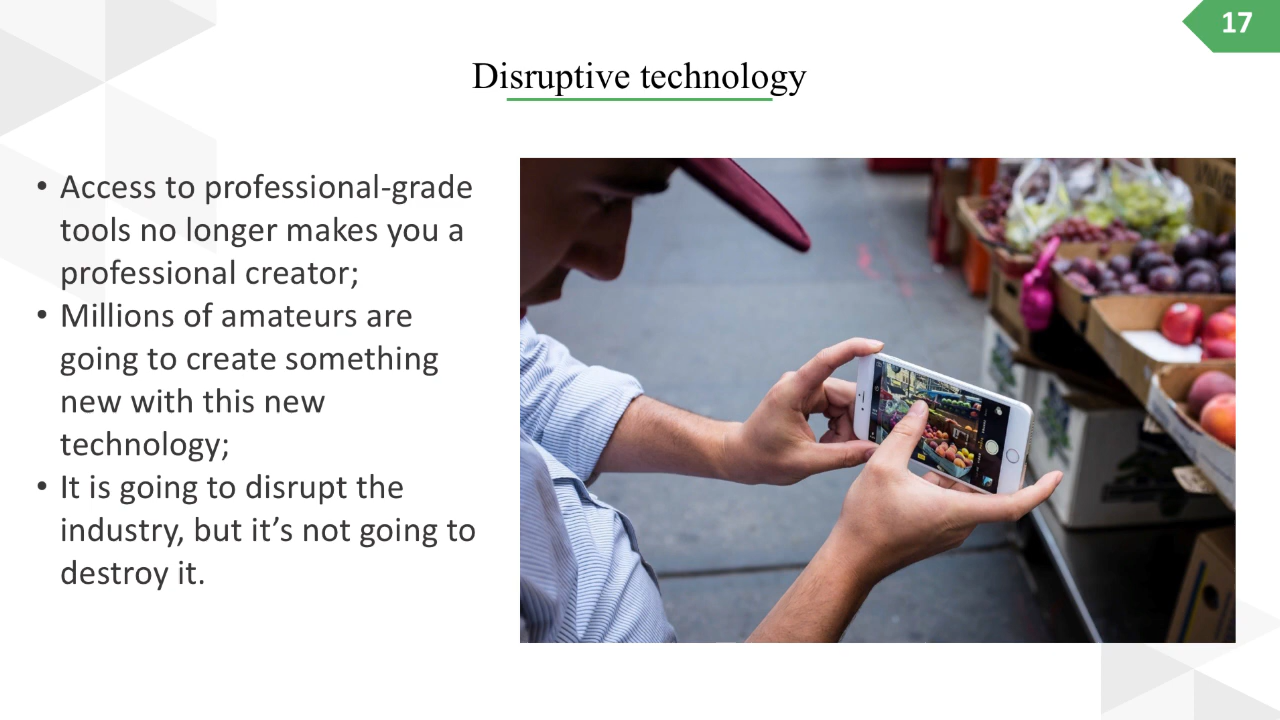 17
Disruptive technology
• Access to professional-grade
tools no longer makes you a
professional creator;
• Millions of amateurs are
going to create something
new with this new
technology;
• It is going to disrupt the
industry, but it’s not going to
destroy it.